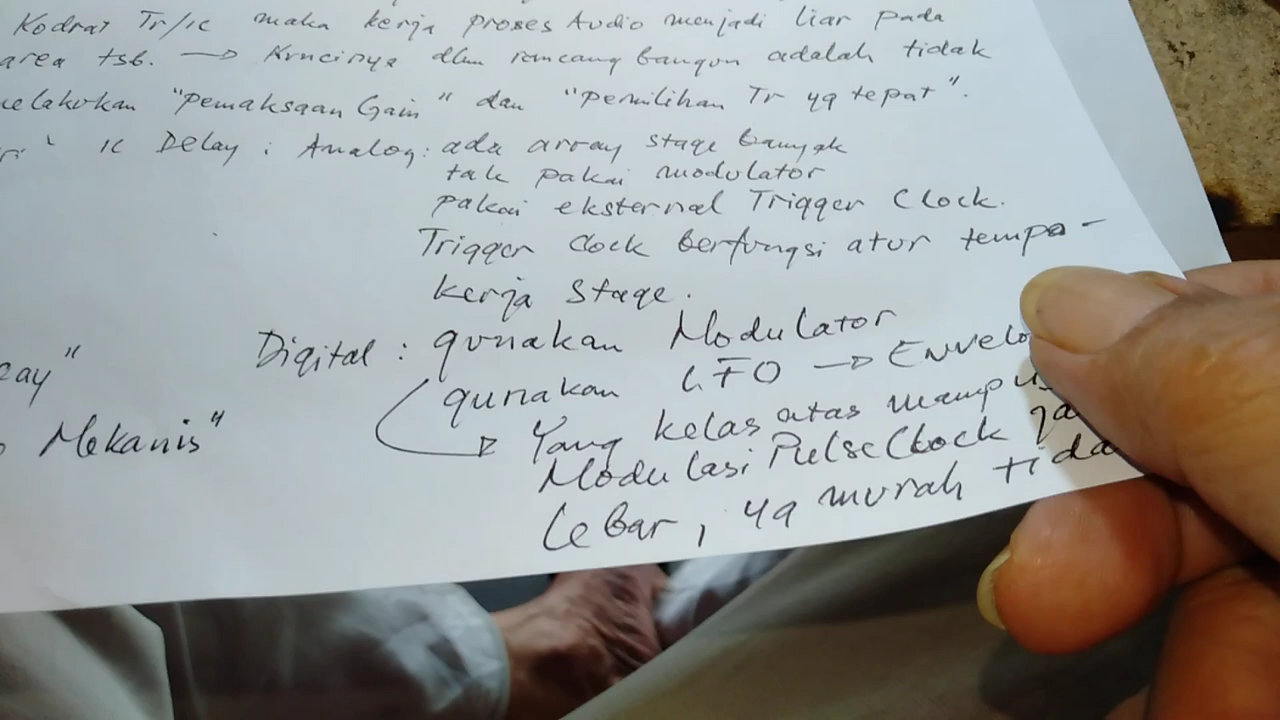 Kodrat Tr/IC maka kerja proses Audio menjadi liar pada
area tsb. → Kuncinya dlm rancang bangun adalah tidak
melakukan "pemaksaan Gain" dan "pemilihan Tr yg tepat".
IC Delay : Analog : ada array stage banyak
tak pakai modulator
pakai eksternal Trigger Clock.
Trigger Clock berfungsi atur tempo-
kerja stage.
Digital : gunakan Modulator
gunakan LFO → Envelo
Yang kelas atas mampu
Modulasi Pulse Clock
Lebar, yg murah tida
Mekanis"